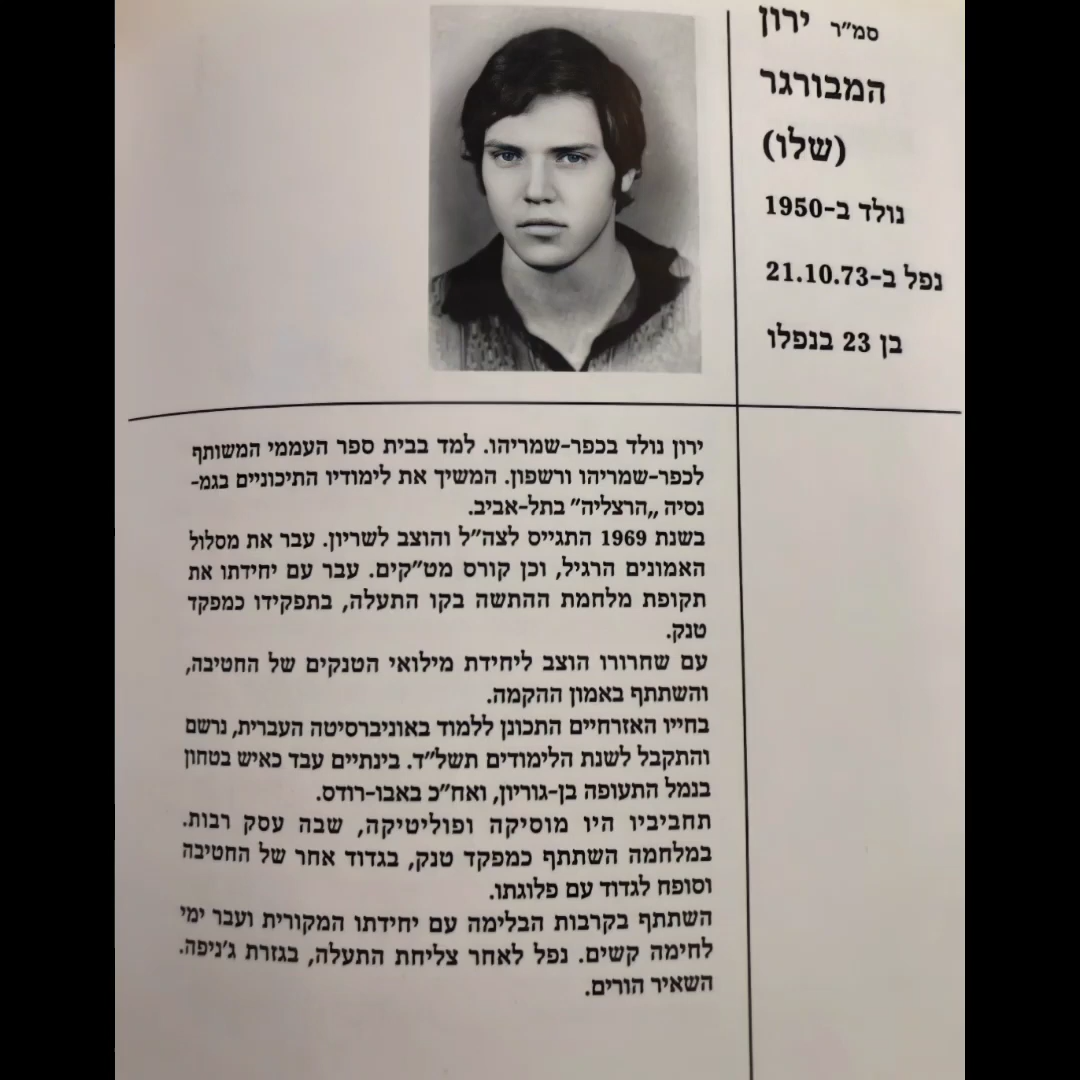 סמ״ר ירון
המבורגר
(שלו)
נולד ב-1950
נפל ב-21.10.73
בן 23 בנפלו
ירון נולד בכפר-שמריהו. למד בבית ספר העממי המשותף
לכפר-שמריהו ורשפון. המשיך את לימודיו התיכוניים בגמ-
נסיה „הרצליה״ בתל-אביב.
בשנת 1969 התגייס לצה״ל והוצב לשריון. עבר את מסלול
האמונים הרגיל, וכן קורס מט״קים. עבר עם יחידתו את
תקופת מלחמת ההתשה בקו התעלה, בתפקידו כמפקד
טנק.
עם שחרורו הוצב ליחידת מילואי הטנקים של החטיבה,
והשתתף באמון ההקמה.
בחייו האזרחיים התכונן ללמוד באוניברסיטה העברית, נרשם
והתקבל לשנת הלימודים תשל״ד. בינתיים עבד כאיש בטחון
בנמל התעופה בן-גוריון, ואח״כ באבו-רודס.
תחביביו היו מוסיקה ופוליטיקה, שבה עסק רבות.
במלחמה השתתף כמפקד טנק, בגדוד אחר של החטיבה
וסופח לגדוד עם פלוגתו.
השתתף בקרבות הבלימה עם יחידתו המקורית ועבר ימי
לחימה קשים. נפל לאחר צליחת התעלה, בגזרת ג׳ניפה.
השאיר הורים.